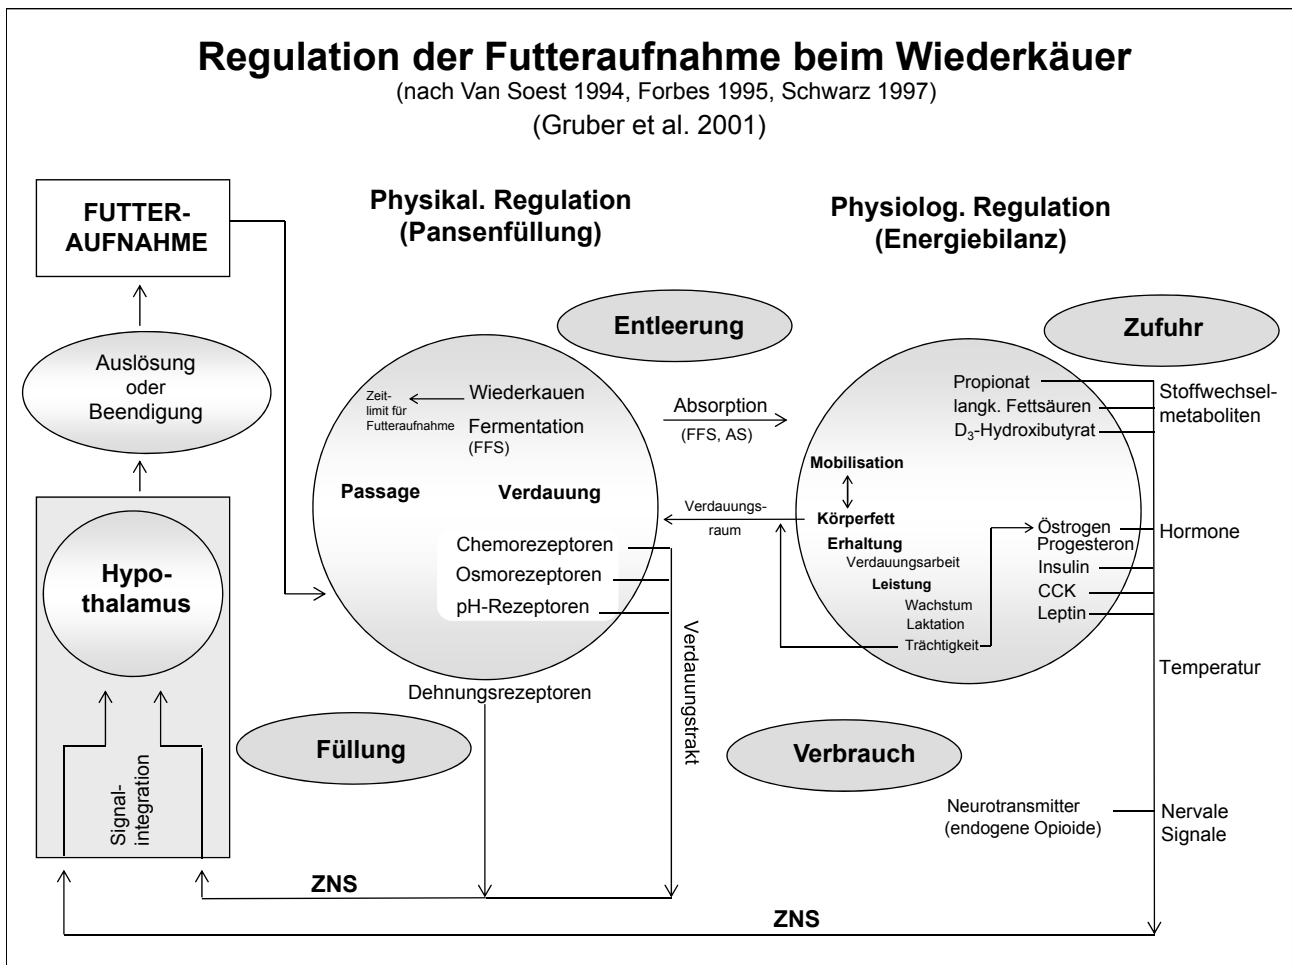 Regulation der Futteraufnahme beim Wiederkäuer
(nach Van Soest 1994, Forbes 1995, Schwarz 1997)
(Gruber et al. 2001)
FUTTER-
AUFNAHME
Auslösung
oder
Beendigung
Hypo-
thalamus
Signal-
integration
Physikal. Regulation
(Pansenfüllung)
Entleerung
Zeit-
limit für
Futteraufnahme
Wiederkauen
Fermentation
(FFS)
Passage
Verdauung
Chemorezeptoren
Osmorezeptoren
pH-Rezeptoren
Dehnungsrezeptoren
Verdauungstrakt
Füllung
Absorption
(FFS, AS)
Verdauungs-
raum
Physiolog. Regulation
(Energiebilanz)
Zufuhr
Propionat
langk. Fettsäuren
D₃-Hydroxibutyrat
Stoffwechsel-
metaboliten
Mobilisation
Körperfett
Erhaltung
Verdauungsarbeit
Leistung
Wachstum
Laktation
Trächtigkeit
Östrogen
Progesteron
Insulin
CCK
Leptin
Hormone
Temperatur
Verbrauch
Neurotransmitter
(endogene Opioide)
Nervale
Signale
ZNS
ZNS